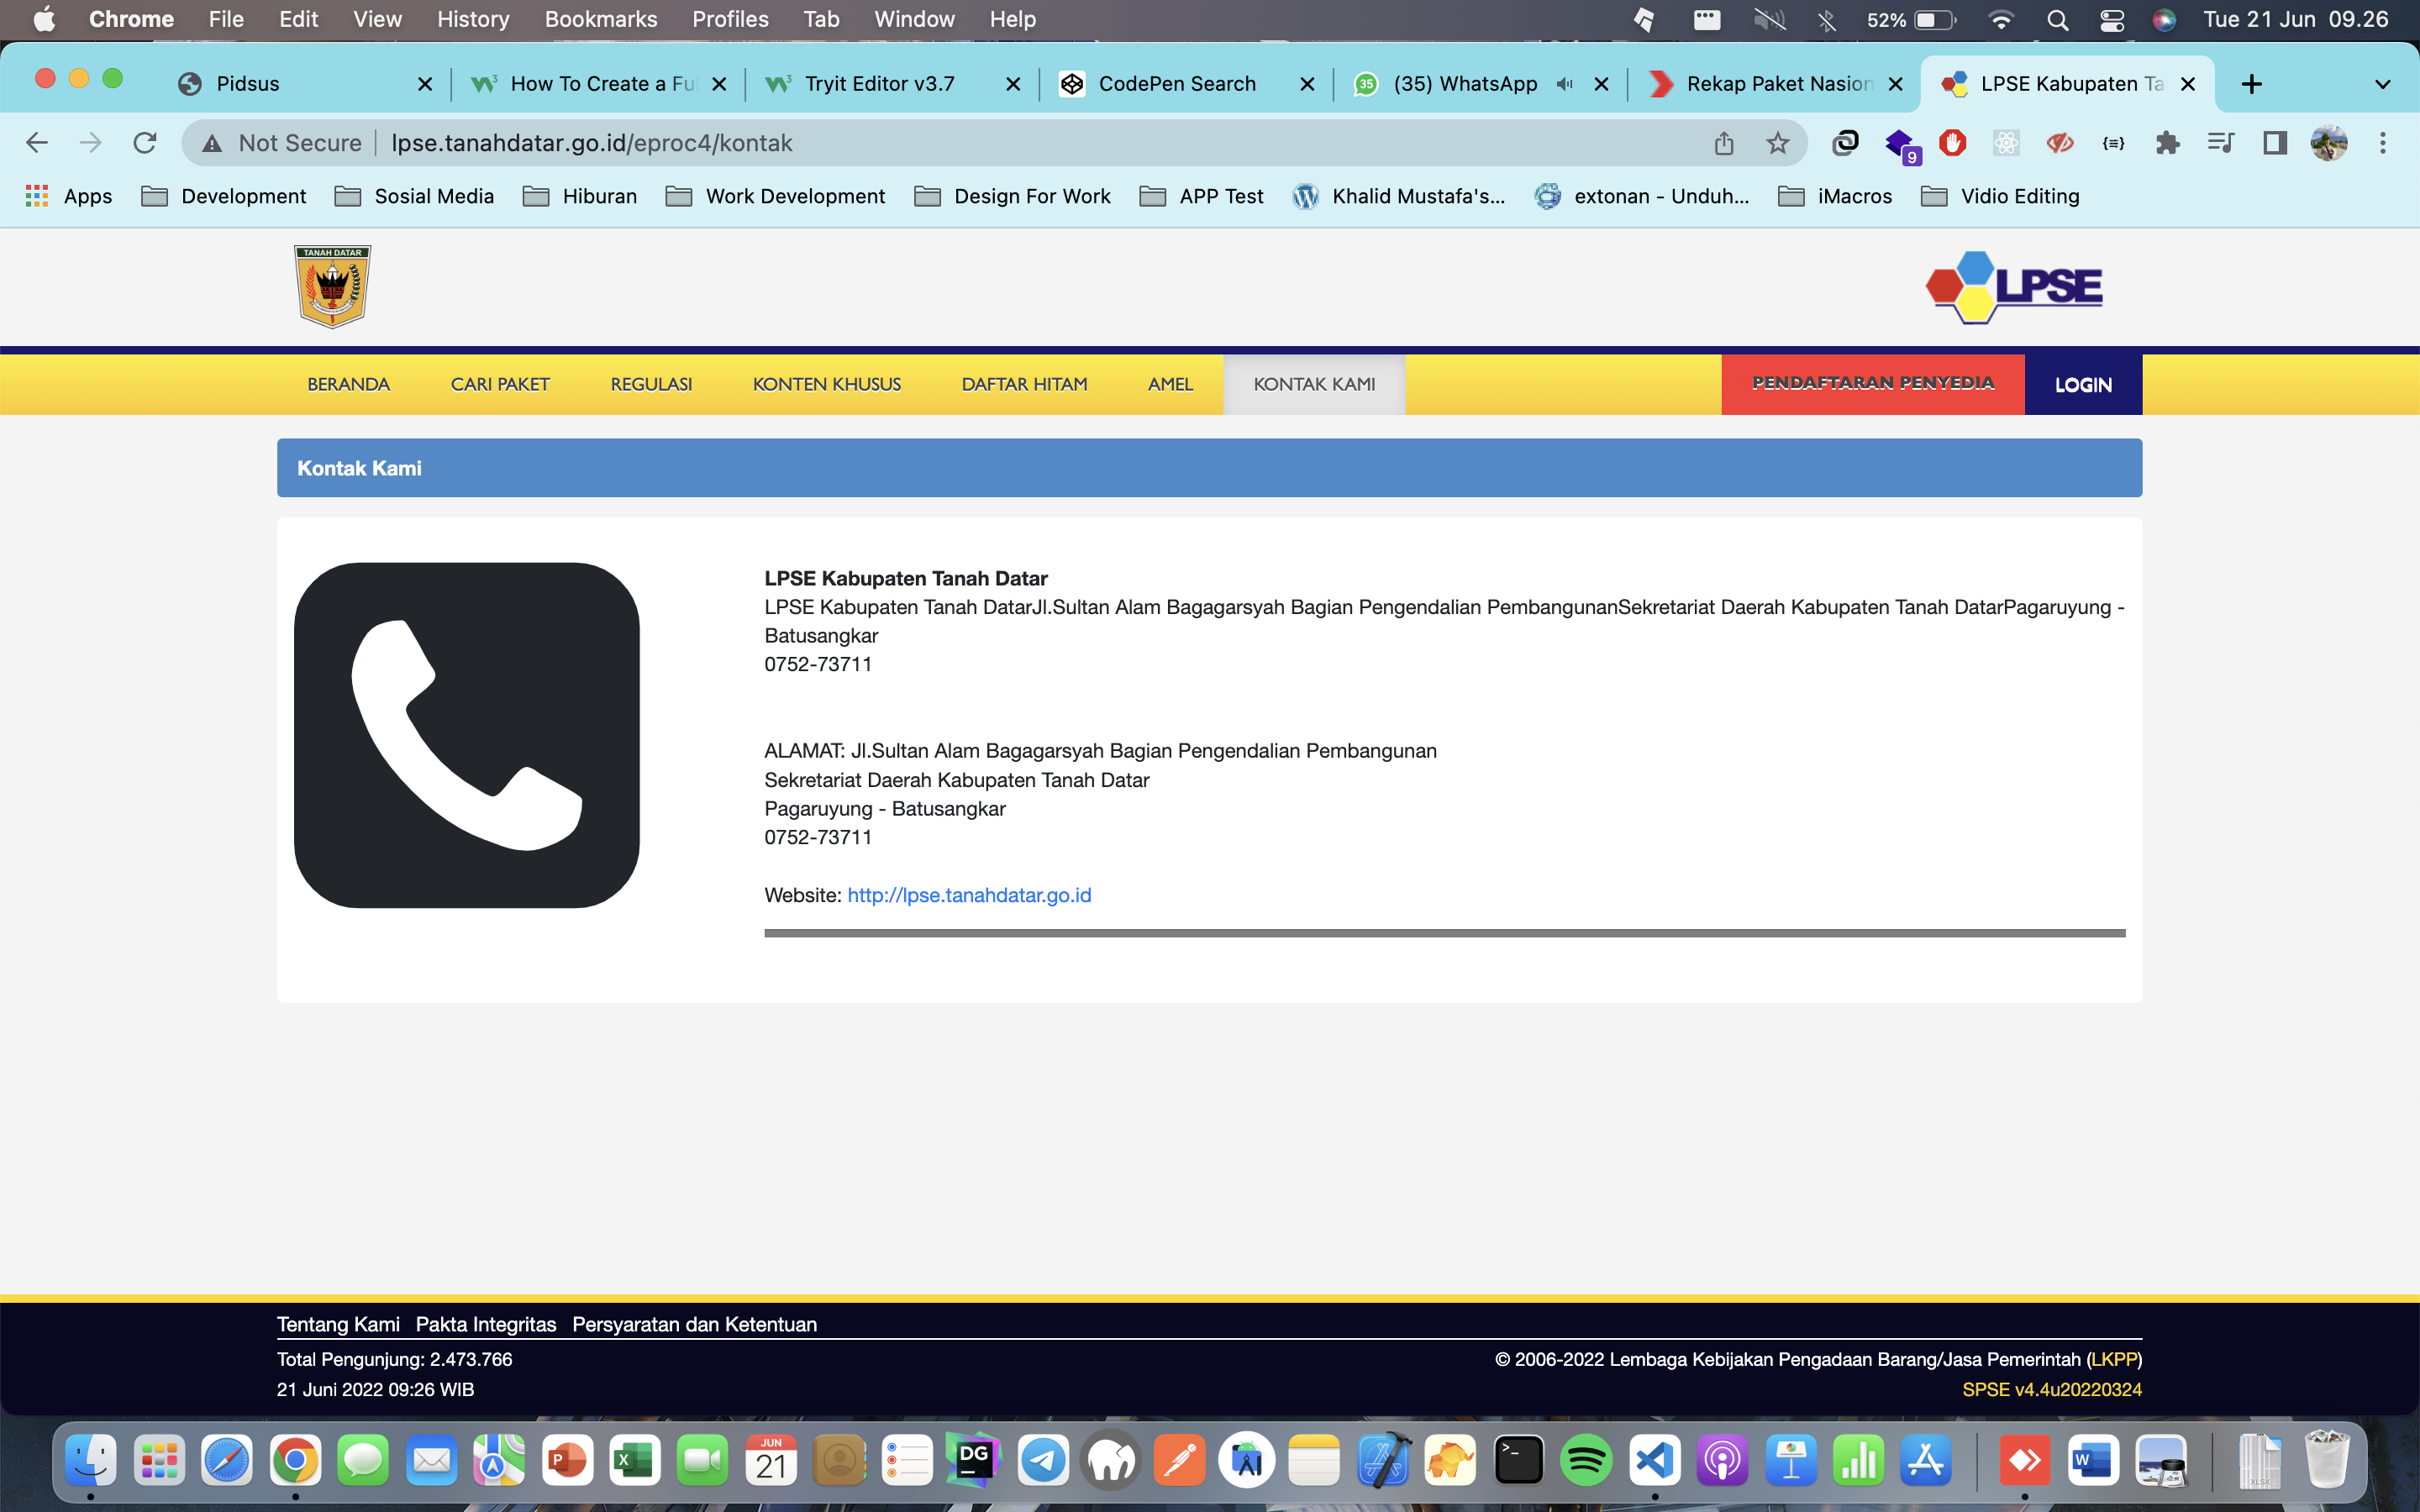 Chrome File Edit View History Bookmarks Profiles Tab Window Help 52% Tue 21 Jun 09.26
Pidsus How To Create a Fu Tryit Editor v3.7 CodePen Search (35) WhatsApp Rekap Paket Nasion LPSE Kabupaten Ta
Not Secure lpse.tanahdatar.go.id/eproc4/kontak 9
Apps Development Sosial Media Hiburan Work Development Design For Work APP Test Khalid Mustafa's... extonan - Unduh... iMacros Vidio Editing
TANAH DATAR
LPSE
BERANDA CARI PAKET REGULASI KONTEN KHUSUS DAFTAR HITAM AMEL KONTAK KAMI PENDAFTARAN PENYEDIA LOGIN
Kontak Kami
LPSE Kabupaten Tanah Datar
LPSE Kabupaten Tanah DatarJl.Sultan Alam Bagagarsyah Bagian Pengendalian PembangunanSekretariat Daerah Kabupaten Tanah DatarPagaruyung -
Batusangkar
0752-73711
ALAMAT: Jl.Sultan Alam Bagagarsyah Bagian Pengendalian Pembangunan
Sekretariat Daerah Kabupaten Tanah Datar
Pagaruyung - Batusangkar
0752-73711
Website: http://lpse.tanahdatar.go.id
Tentang Kami Pakta Integritas Persyaratan dan Ketentuan
Total Pengunjung: 2.473.766 © 2006-2022 Lembaga Kebijakan Pengadaan Barang/Jasa Pemerintah (LKPP)
21 Juni 2022 09:26 WIB SPSE v4.4u20220324
JUN
21
DG
XLSX